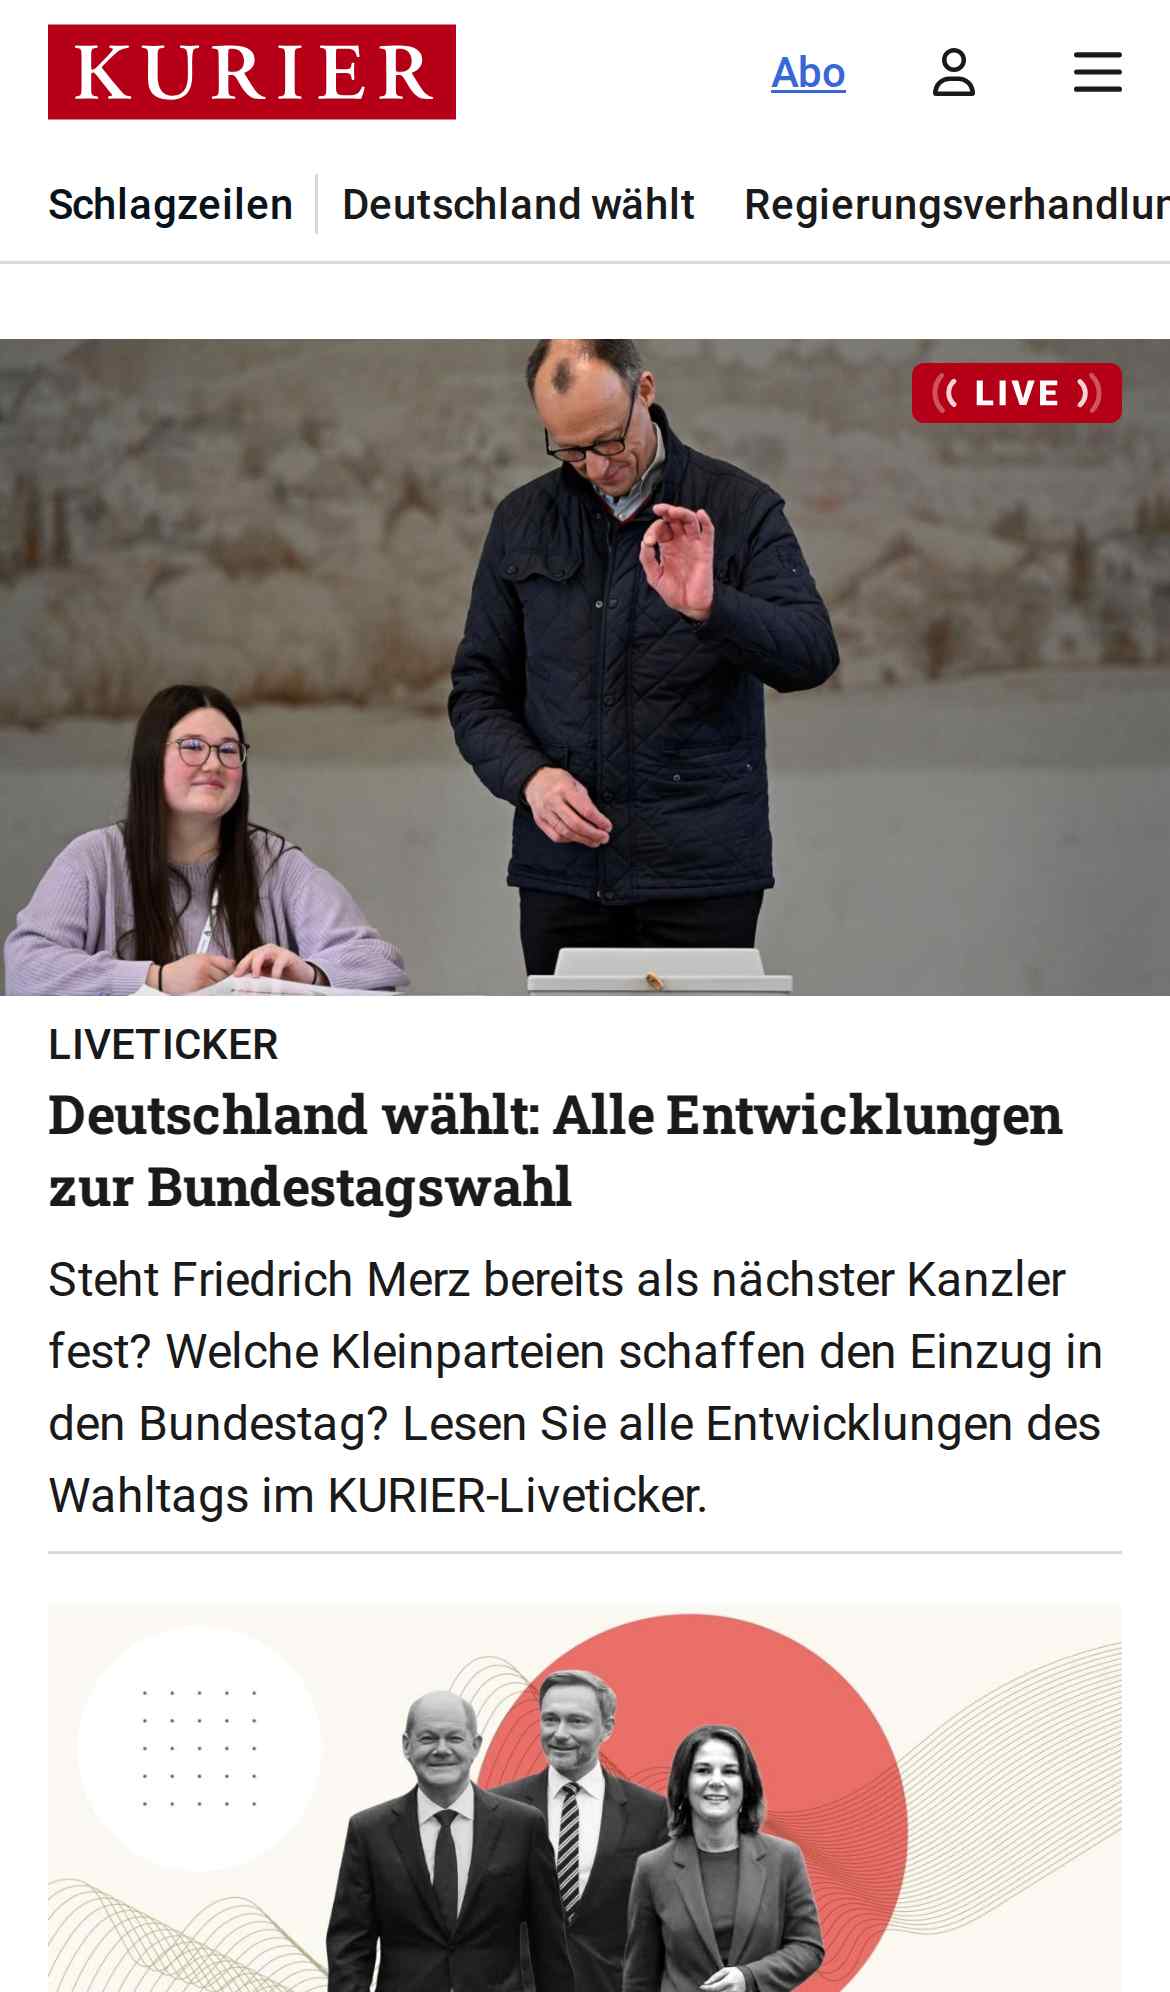 KURIER
Abo
Schlagzeilen
Deutschland wählt
Regierungsverhandlun
LIVE
LIVETICKER
Deutschland wählt: Alle Entwicklungen
zur Bundestagswahl
Steht Friedrich Merz bereits als nächster Kanzler
fest? Welche Kleinparteien schaffen den Einzug in
den Bundestag? Lesen Sie alle Entwicklungen des
Wahltags im KURIER-Liveticker.